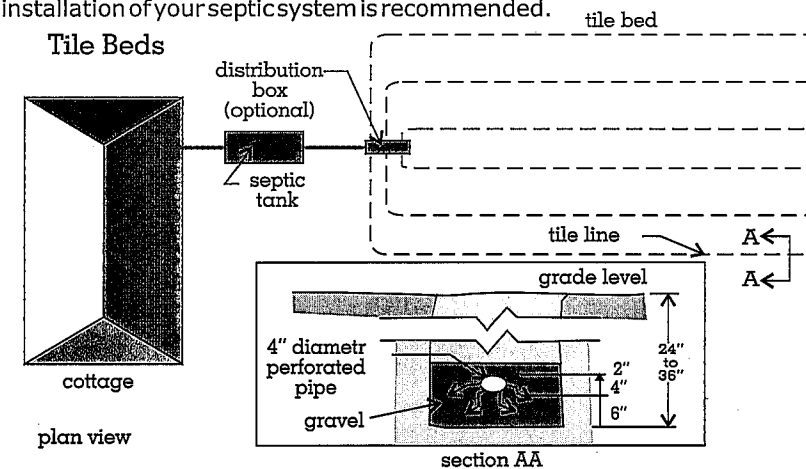 installation of your septic system is recommended.
tile bed
Tile Beds
distribution
box
(optional)
septic
tank
tile line
A
A
grade level
4" diametr
perforated
pipe
gravel
2"
4"
6"
24"
to
36"
cottage
plan view
section AA